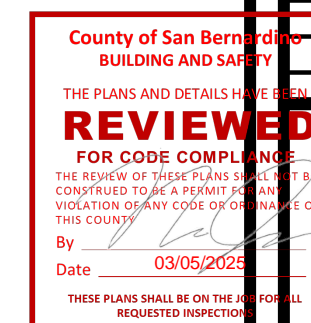 County of San Bernardino
BUILDING AND SAFETY
THE PLANS AND DETAILS HAVE BEEN
REVIEWED
FOR CODE COMPLIANCE
THE REVIEW OF THESE PLANS SHALL NOT B
CONSTRUED TO BE A PERMIT FOR ANY
VIOLATION OF ANY CODE OR ORDINANCE O
THIS COUNTY
By
Date 03/05/2025
THESE PLANS SHALL BE ON THE JOB FOR ALL
REQUESTED INSPECTIONS